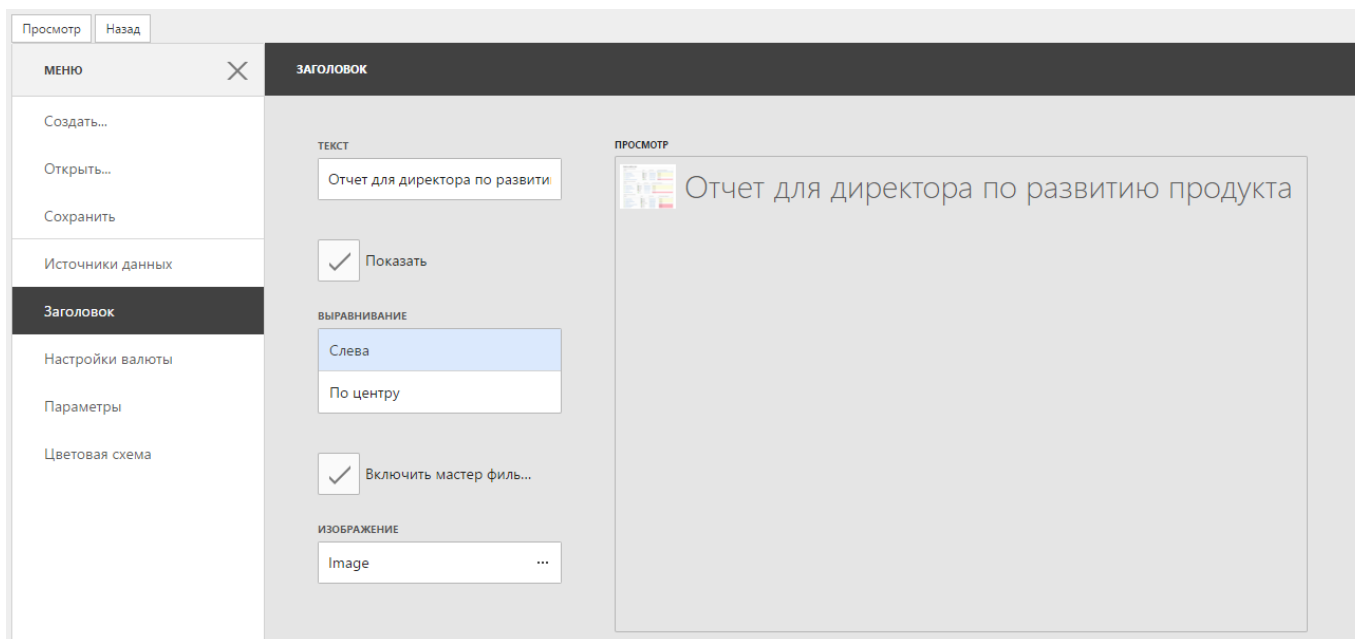 Просмотр Назад
МЕНЮ
ЗАГОЛОВОК
Создать...
Открыть...
Сохранить
Источники данных
Заголовок
Настройки валюты
Параметры
Цветовая схема
ТЕКСТ
Отчет для директора по развити
Показать
ВЫРАВНИВАНИЕ
Слева
По центру
Включить мастер филь...
ИЗОБРАЖЕНИЕ
Image ...
ПРОСМОТР
Отчет для директора по развитию продукта